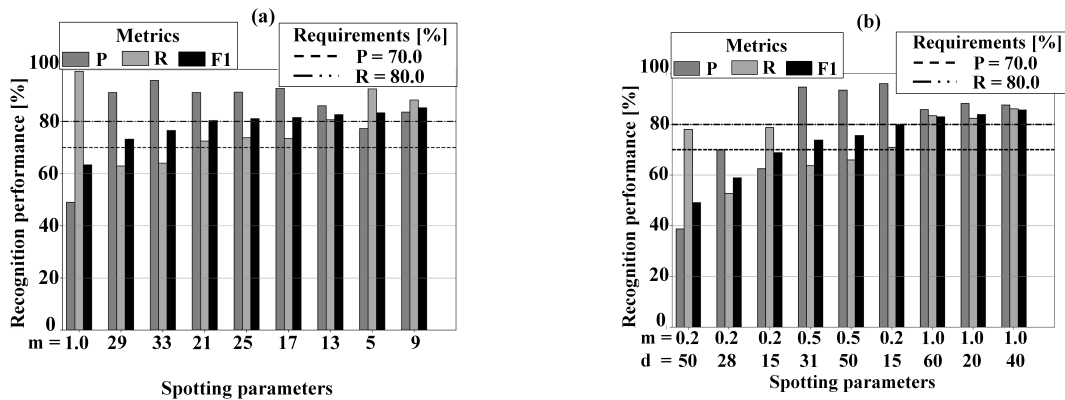 (a)
Metrics
P R F1
Requirements [%]
P = 70.0
R = 80.0
Recognition performance [%]
100
80
60
40
20
0
m = 1.0 29 33 21 25 17 13 5 9
Spotting parameters
(b)
Metrics
P R F1
Requirements [%]
P = 70.0
R = 80.0
Recognition performance [%]
100
80
60
40
20
0
m = 0.2 0.2 0.2 0.5 0.5 0.2 1.0 1.0 1.0
d = 50 28 15 31 50 15 60 20 40
Spotting parameters